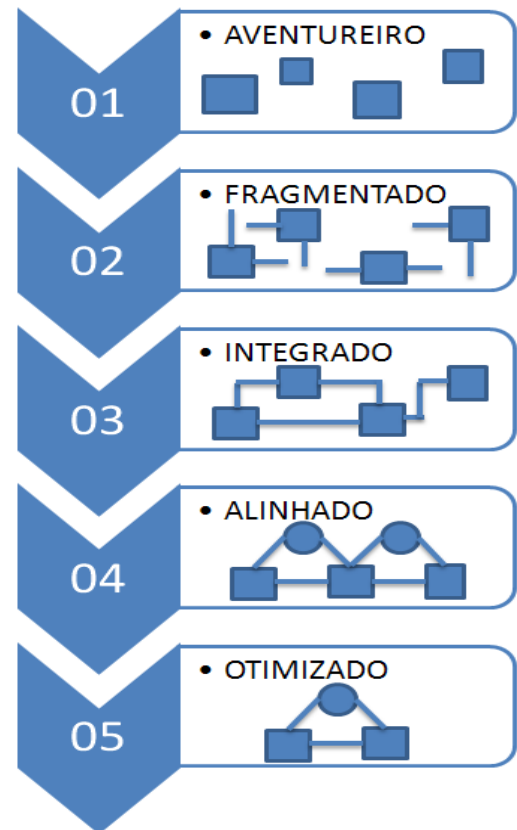 01
• AVENTUREIRO
02
• FRAGMENTADO
03
• INTEGRADO
04
• ALINHADO
05
• OTIMIZADO